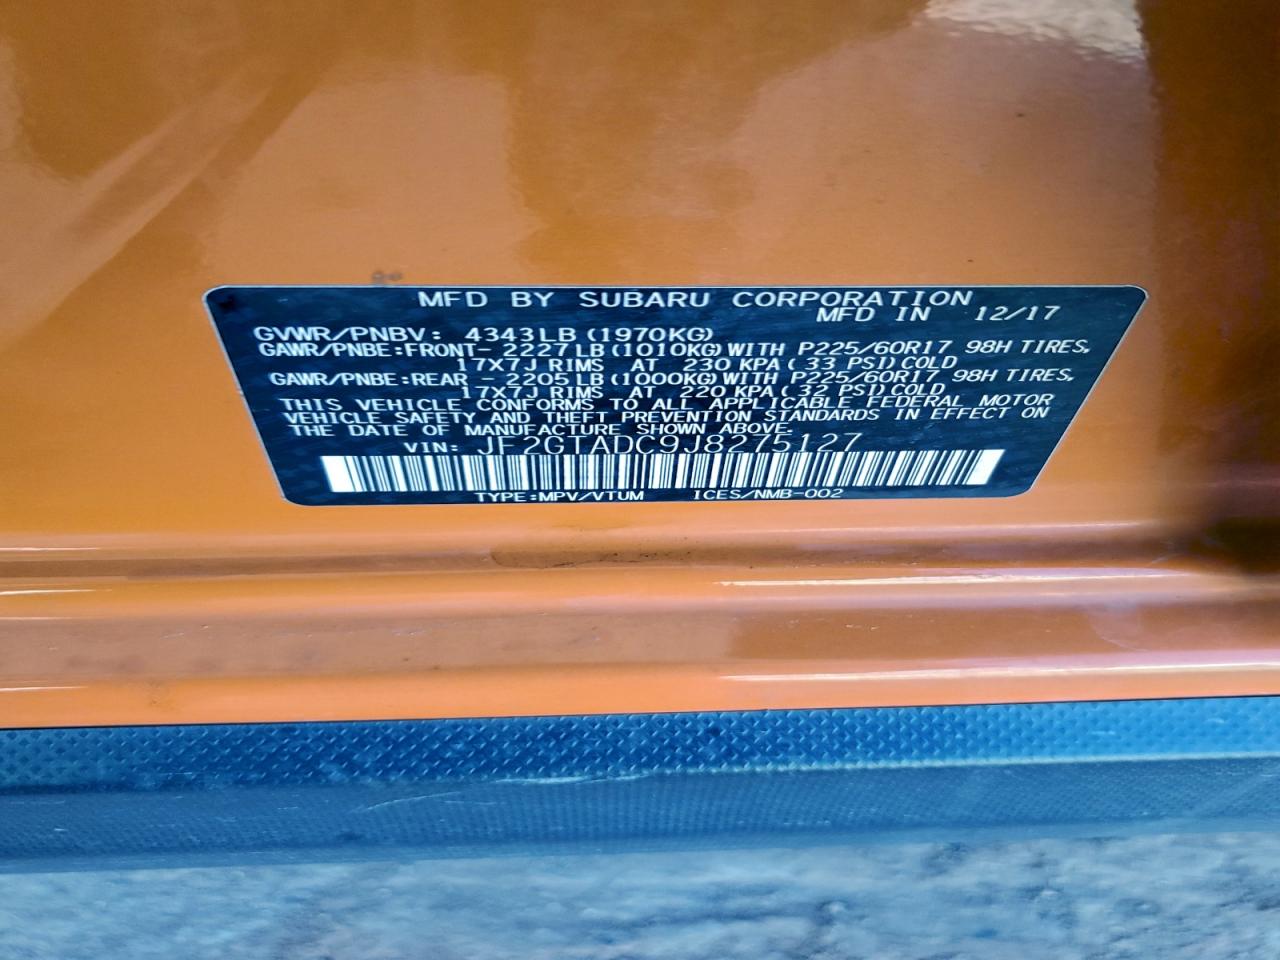 MFD BY SUBARU CORPORATION
MFD IN 12/17
GVWR/PNBV: 4343LB (1970KG)
GAWR/PNBE:FRONT- 2227LB(1010KG)WITH P225/60R17 98H TIRES,
17X7J RIMS AT 230 KPA( 33 PSI)COLD
GAWR/PNBE:REAR - 2205LB(1000KG)WITH P225/60R17 98H TIRES,
17X7J RIMS AT 220 KPA( 32 PSI)COLD
THIS VEHICLE CONFORMS TO ALL APPLICABLE FEDERAL MOTOR
VEHICLE SAFETY AND THEFT PREVENTION STANDARDS IN EFFECT ON
THE DATE OF MANUFACTURE SHOWN ABOVE.
VIN: JF2GTADC9J8275127
TYPE:MPV/VTUM ICES/NMB-002